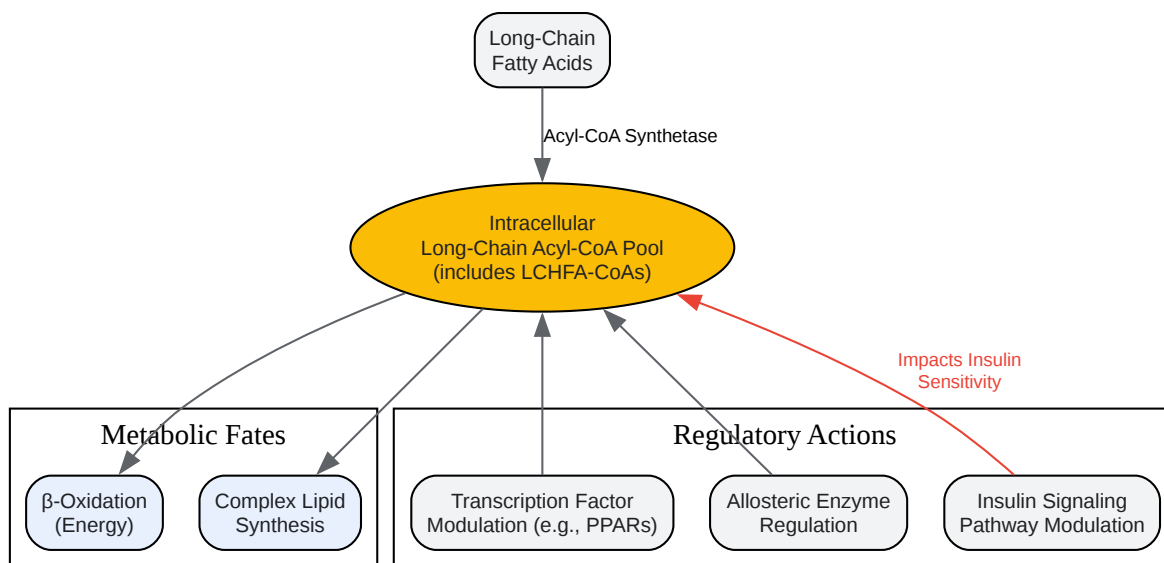 Long-Chain
Fatty Acids
Acyl-CoA Synthetase
Intracellular
Long-Chain Acyl-CoA Pool
(includes LCHFA-CoAs)
Impacts Insulin
Sensitivity
Metabolic Fates
Regulatory Actions
β-Oxidation
(Energy)
Complex Lipid
Synthesis
Transcription Factor
Modulation (e.g., PPARs)
Allosteric Enzyme
Regulation
Insulin Signaling
Pathway Modulation